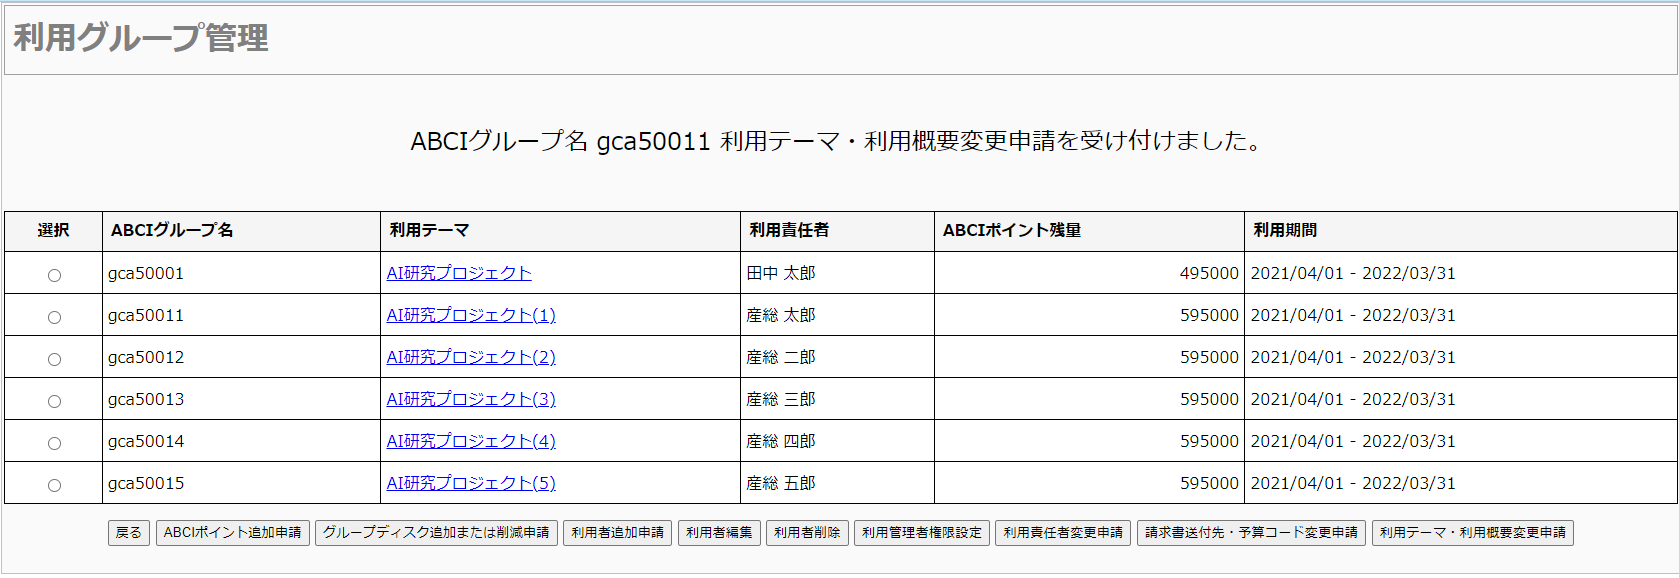 利用グループ管理
ABCIグループ名 gca50011 利用テーマ・利用概要変更申請を受け付けました。
選択 ABCIグループ名 利用テーマ 利用責任者 ABCIポイント残量 利用期間
gca50001 AI研究プロジェクト 田中 太郎 495000 2021/04/01 - 2022/03/31
gca50011 AI研究プロジェクト(1) 産総 太郎 595000 2021/04/01 - 2022/03/31
gca50012 AI研究プロジェクト(2) 産総 二郎 595000 2021/04/01 - 2022/03/31
gca50013 AI研究プロジェクト(3) 産総 三郎 595000 2021/04/01 - 2022/03/31
gca50014 AI研究プロジェクト(4) 産総 四郎 595000 2021/04/01 - 2022/03/31
gca50015 AI研究プロジェクト(5) 産総 五郎 595000 2021/04/01 - 2022/03/31
戻る ABCIポイント追加申請 グループディスク追加または削減申請 利用者追加申請 利用者編集 利用者削除 利用管理者権限設定 利用責任者変更申請 請求書送付先・予算コード変更申請 利用テーマ・利用概要変更申請